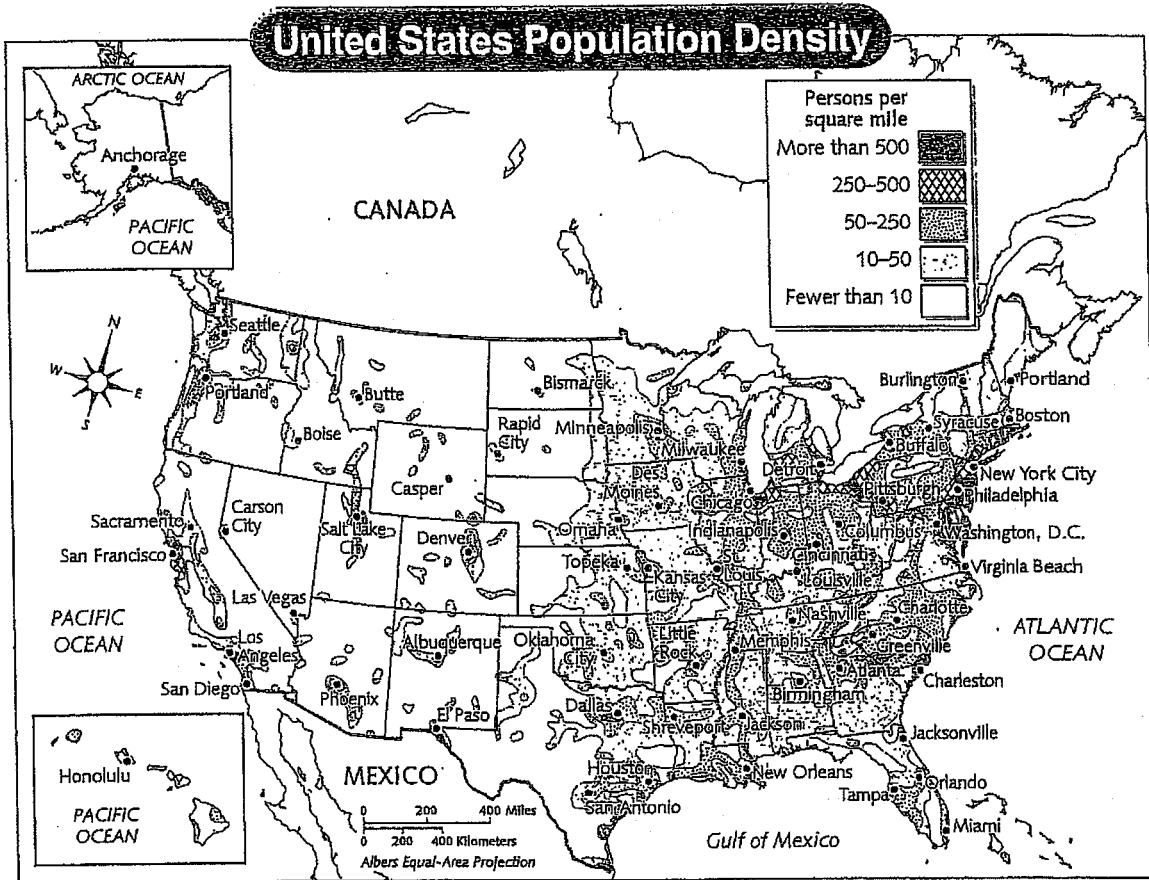 United States Population Density
ARCTIC OCEAN
Anchorage
PACIFIC
OCEAN
CANADA
Persons per
square mile
More than 500
250–500
50–250
10–50
Fewer than 10
N
W
E
S
Seattle
Portland
Butte
Boise
Bismarck
Rapid
City
Casper
Minneapolis
Milwaukee
Des
Moines
Chicago
Detroit
Burlington
Portland
Boston
Syracuse
Buffalo
New York City
Pittsburgh
Philadelphia
Sacramento
San Francisco
Carson
City
Salt Lake
City
Denver
Omaha
Indianapolis
Columbus
Washington, D.C.
Cincinnati
Topeka
Kansas
City
St.
Louis
Louisville
Virginia Beach
Las Vegas
PACIFIC
OCEAN
Los
Angeles
San Diego
Phoenix
Albuquerque
El Paso
Oklahoma
City
Little
Rock
Memphis
Nashville
Charlotte
Greenville
Atlanta
Birmingham
Charleston
ATLANTIC
OCEAN
Dallas
Shreveport
Jackson
Jacksonville
Houston
San Antonio
New Orleans
Orlando
Tampa
Miami
Honolulu
PACIFIC
OCEAN
MEXICO
0 200 400 Miles
0 200 400 Kilometers
Albers Equal-Area Projection
Gulf of Mexico